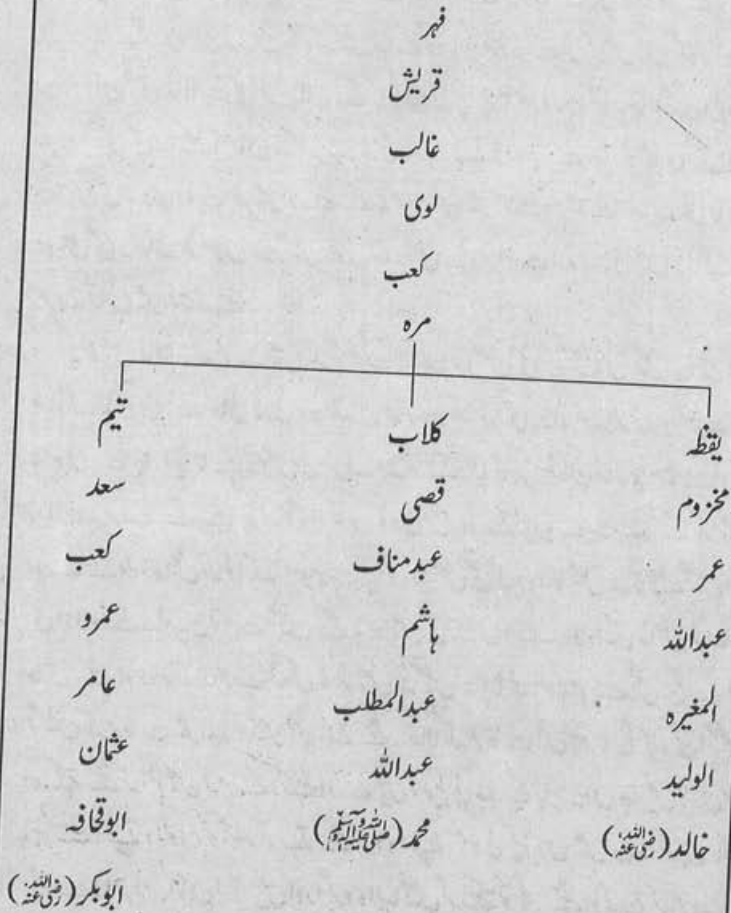 فہر
قریش
غالب
لوی
کعب
مرہ
یقظہ کلاب تیم
مخزوم قصی سعد
عمر عبدمناف کعب
عبداللہ ہاشم عمرو
المغیرہ عبدالمطلب عامر
الولید عبداللہ عثمان
خالد (رضی اللہ عنہ) محمد (صلی اللہ علیہ وسلم) ابوقحافہ
ابوبکر (رضی اللہ عنہ)